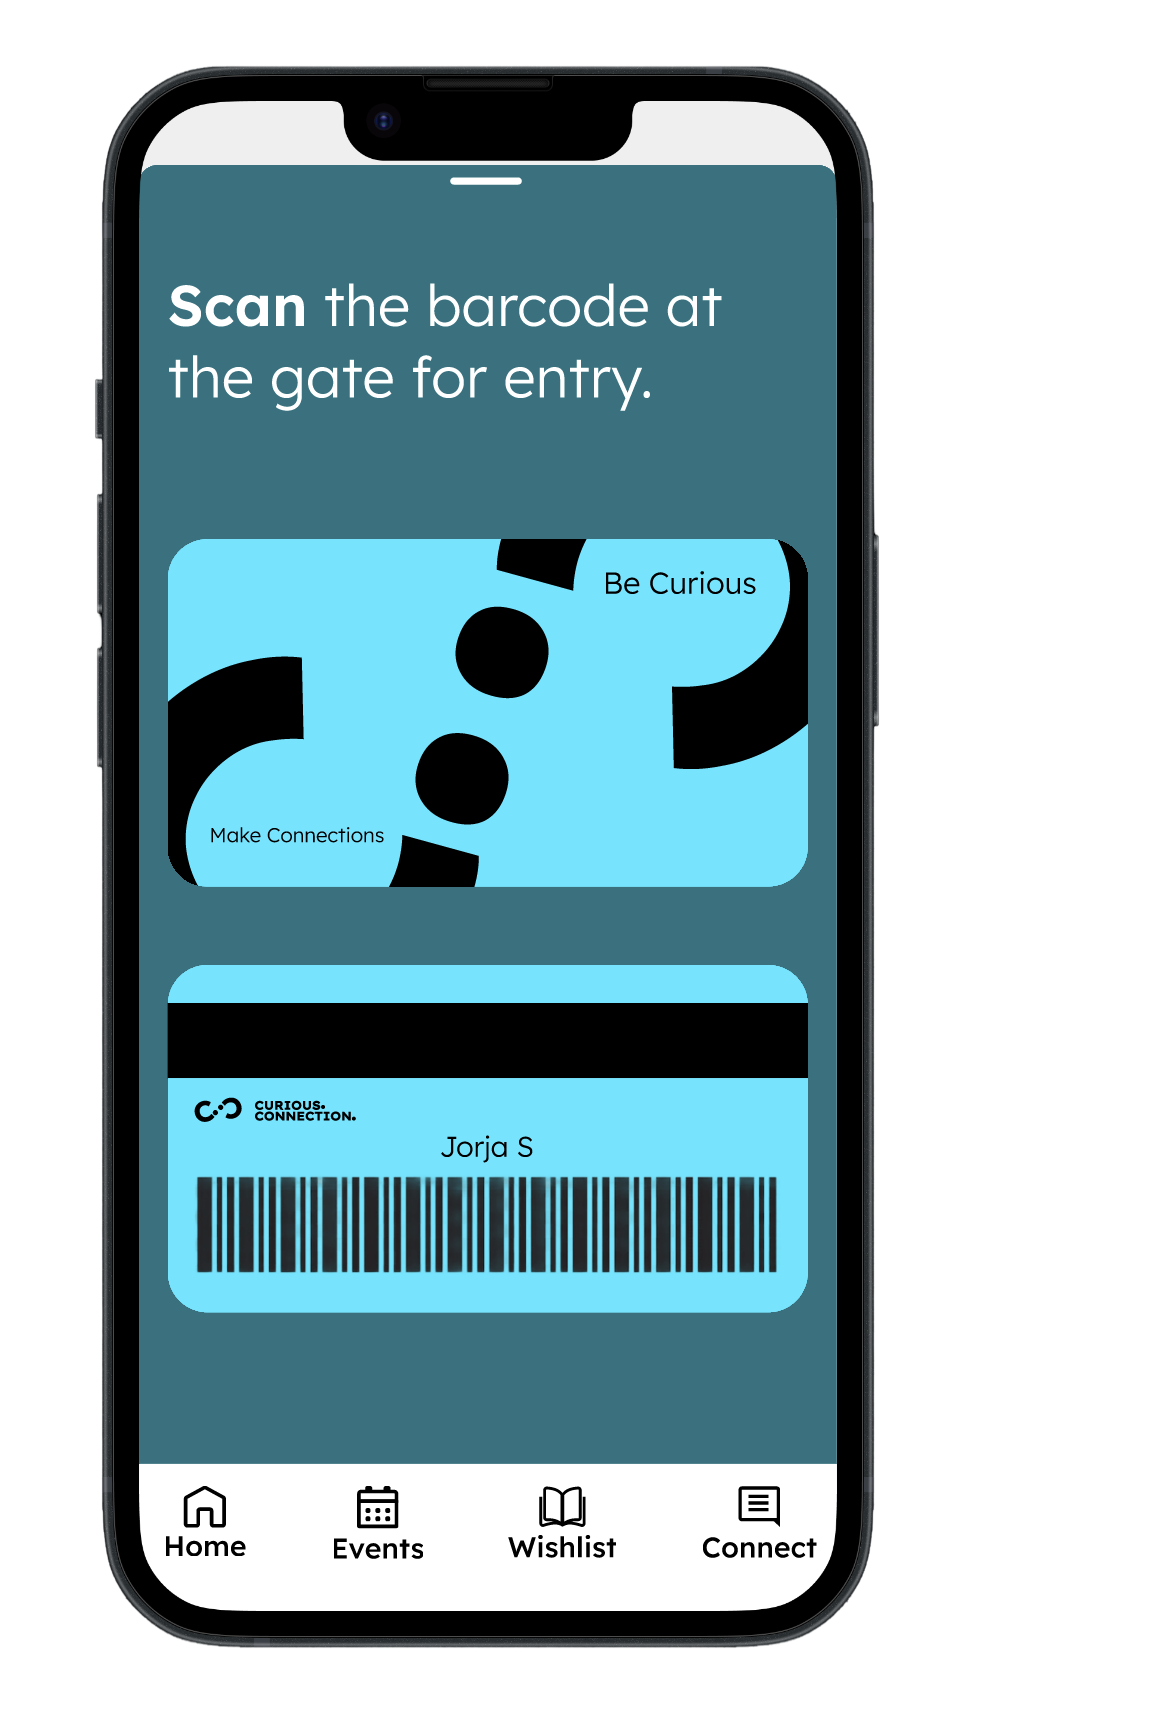 Scan the barcode at
the gate for entry.
Be Curious
Make Connections
CURIOUS.
CONNECTION.
Jorja S
Home
Events
Wishlist
Connect